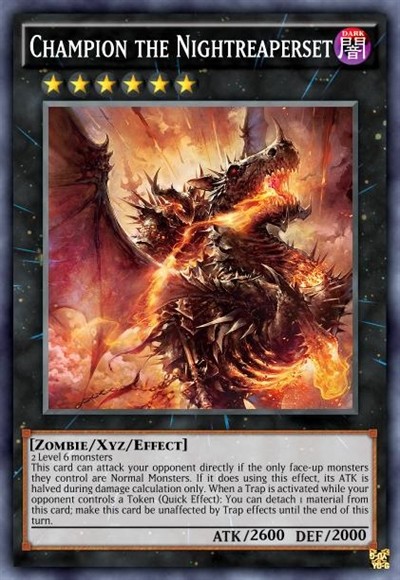 CHAMPION THE NIGHTREAPERSET
DARK
闇
[ZOMBIE/XYZ/EFFECT]
2 Level 6 monsters
This card can attack your opponent directly if the only face-up monsters
they control are Normal Monsters. If it does using this effect, its ATK is
halved during damage calculation only. When a Trap is activated while your
opponent controls a Token (Quick Effect): You can detach 1 material from
this card; make this card be unaffected by Trap effects until the end of this
turn.
ATK/2600 DEF/2000